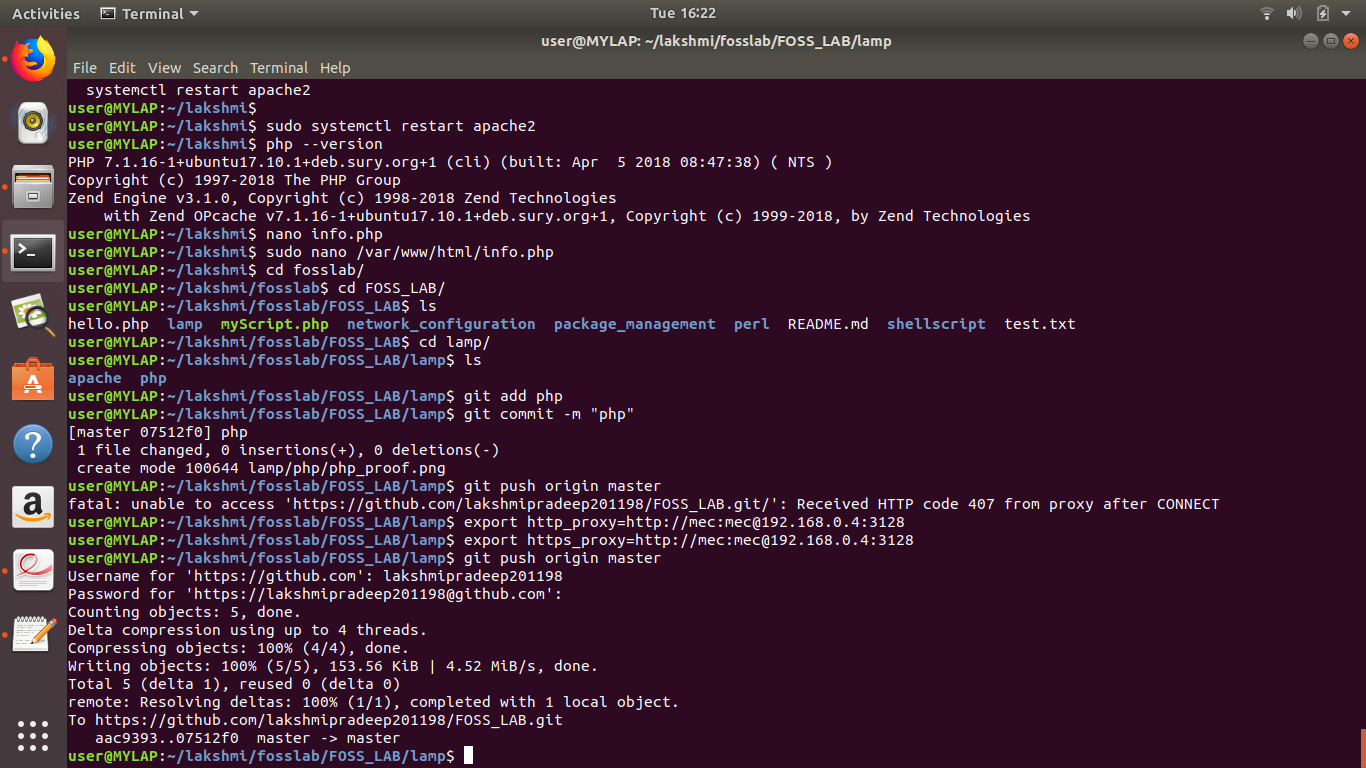 Activities Terminal Tue 16:22
user@MYLAP: ~/lakshmi/fosslab/FOSS_LAB/lamp
File Edit View Search Terminal Help
  systemctl restart apache2
user@MYLAP:~/lakshmi$
user@MYLAP:~/lakshmi$ sudo systemctl restart apache2
user@MYLAP:~/lakshmi$ php --version
PHP 7.1.16-1+ubuntu17.10.1+deb.sury.org+1 (cli) (built: Apr  5 2018 08:47:38) ( NTS )
Copyright (c) 1997-2018 The PHP Group
Zend Engine v3.1.0, Copyright (c) 1998-2018 Zend Technologies
    with Zend OPcache v7.1.16-1+ubuntu17.10.1+deb.sury.org+1, Copyright (c) 1999-2018, by Zend Technologies
user@MYLAP:~/lakshmi$ nano info.php
user@MYLAP:~/lakshmi$ sudo nano /var/www/html/info.php
user@MYLAP:~/lakshmi$ cd fosslab/
user@MYLAP:~/lakshmi/fosslab$ cd FOSS_LAB/
user@MYLAP:~/lakshmi/fosslab/FOSS_LAB$ ls
hello.php  lamp  myScript.php  network_configuration  package_management  perl  README.md  shellscript  test.txt
user@MYLAP:~/lakshmi/fosslab/FOSS_LAB$ cd lamp/
user@MYLAP:~/lakshmi/fosslab/FOSS_LAB/lamp$ ls
apache  php
user@MYLAP:~/lakshmi/fosslab/FOSS_LAB/lamp$ git add php
user@MYLAP:~/lakshmi/fosslab/FOSS_LAB/lamp$ git commit -m "php"
[master 07512f0] php
 1 file changed, 0 insertions(+), 0 deletions(-)
 create mode 100644 lamp/php/php_proof.png
user@MYLAP:~/lakshmi/fosslab/FOSS_LAB/lamp$ git push origin master
fatal: unable to access 'https://github.com/lakshmipradeep201198/FOSS_LAB.git/': Received HTTP code 407 from proxy after CONNECT
user@MYLAP:~/lakshmi/fosslab/FOSS_LAB/lamp$ export http_proxy=http://mec:mec@192.168.0.4:3128
user@MYLAP:~/lakshmi/fosslab/FOSS_LAB/lamp$ export https_proxy=http://mec:mec@192.168.0.4:3128
user@MYLAP:~/lakshmi/fosslab/FOSS_LAB/lamp$ git push origin master
Username for 'https://github.com': lakshmipradeep201198
Password for 'https://lakshmipradeep201198@github.com':
Counting objects: 5, done.
Delta compression using up to 4 threads.
Compressing objects: 100% (4/4), done.
Writing objects: 100% (5/5), 153.56 KiB | 4.52 MiB/s, done.
Total 5 (delta 1), reused 0 (delta 0)
remote: Resolving deltas: 100% (1/1), completed with 1 local object.
To https://github.com/lakshmipradeep201198/FOSS_LAB.git
   aac9393..07512f0  master -> master
user@MYLAP:~/lakshmi/fosslab/FOSS_LAB/lamp$